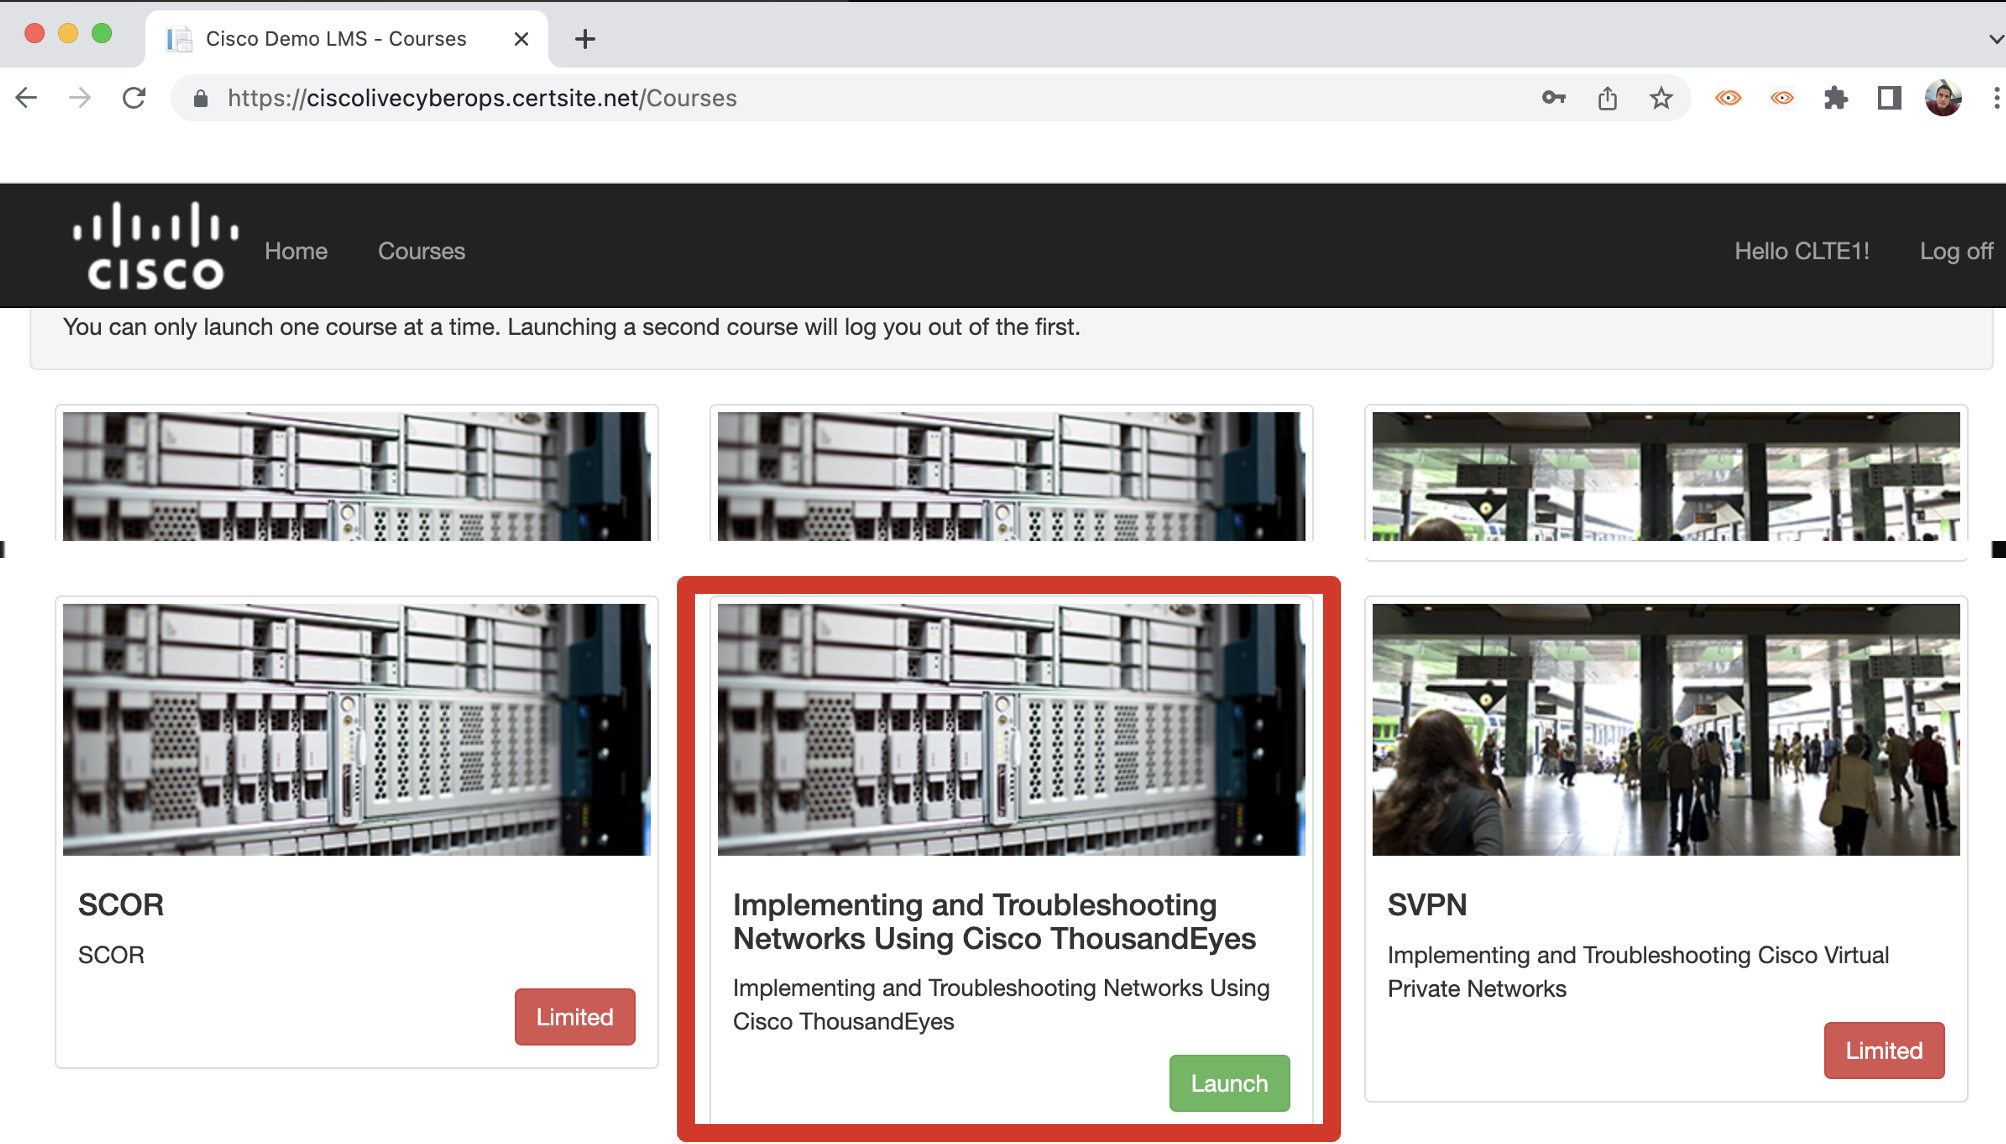 Cisco Demo LMS - Courses
https://ciscolivecyberops.certsite.net/Courses
CISCO
Home
Courses
Hello CLTE1!
Log off
You can only launch one course at a time. Launching a second course will log you out of the first.
SCOR
SCOR
Limited
Implementing and Troubleshooting
Networks Using Cisco ThousandEyes
Implementing and Troubleshooting Networks Using
Cisco ThousandEyes
Launch
SVPN
Implementing and Troubleshooting Cisco Virtual
Private Networks
Limited